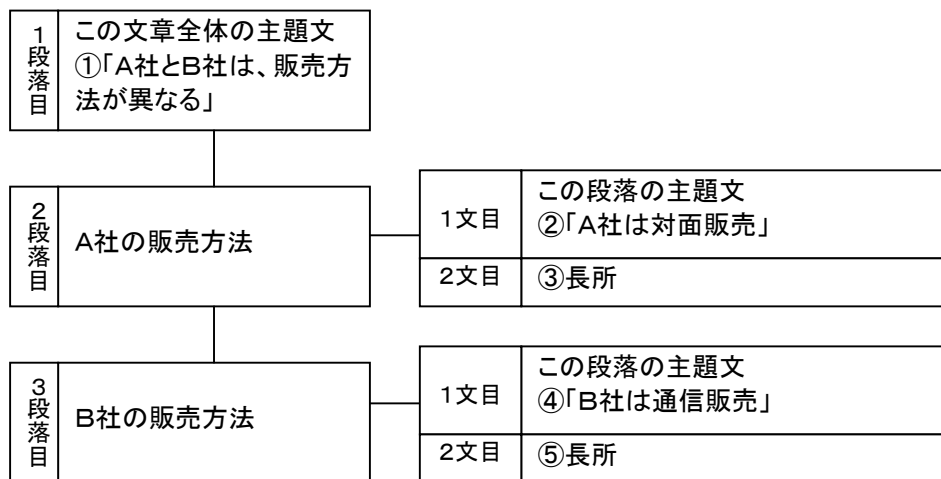 1段落目
この文章全体の主題文
①「A社とB社は、販売方
法が異なる」
2段落目
A社の販売方法
1文目
この段落の主題文
②「A社は対面販売」
2文目
③長所
3段落目
B社の販売方法
1文目
この段落の主題文
④「B社は通信販売」
2文目
⑤長所